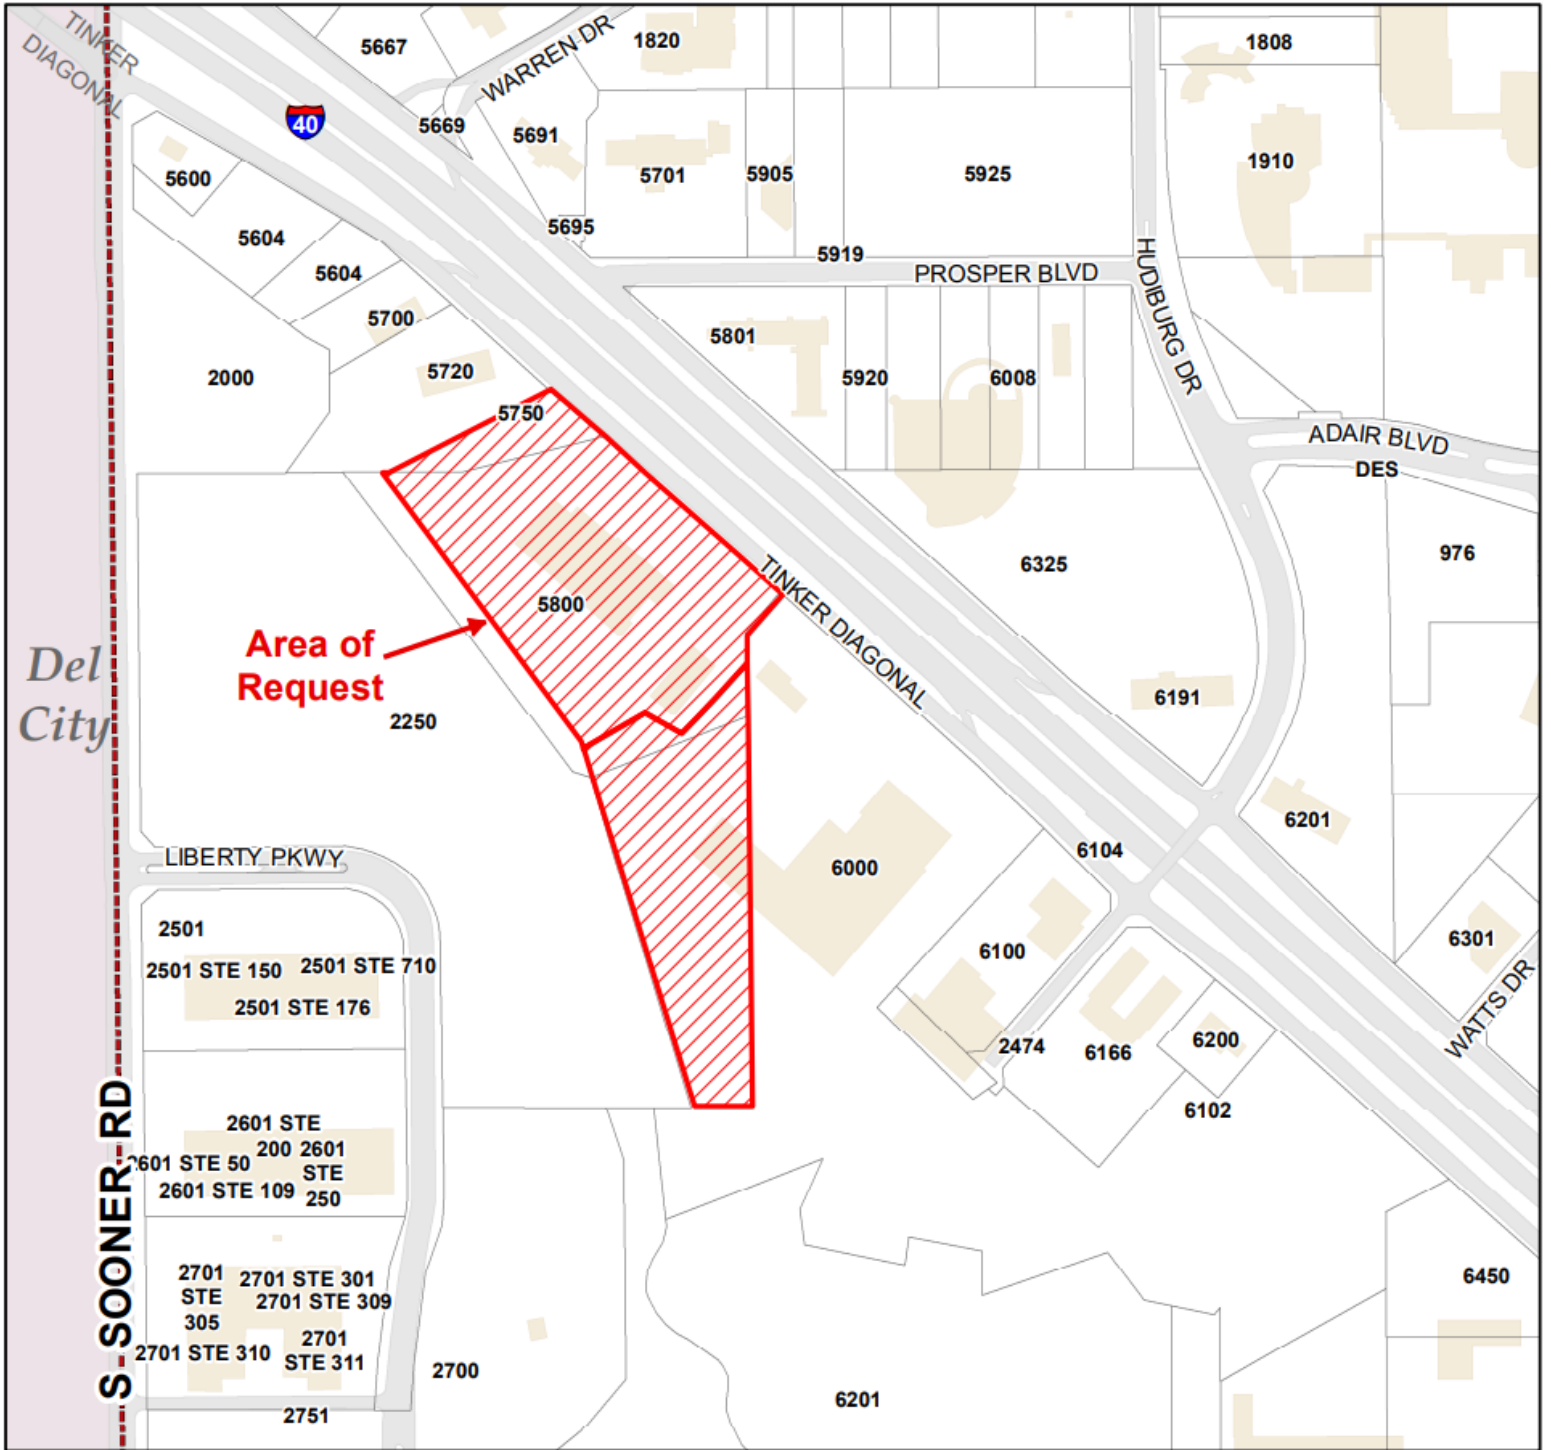 TINKER
DIAGONAL
40
5667
WARREN DR
1820
1808
5669
5691
5701
5905
5925
1910
5600
5604
5604
5695
5919
PROSPER BLVD
HUDIBURG DR
5700
5720
2000
5750
5801
5920
6008
ADAIR BLVD
DES
976
6325
TINKER DIAGONAL
5800
Area of
Request
Del
City
2250
6191
6201
LIBERTY PKWY
6000
6104
2501
2501 STE 150
2501 STE 710
2501 STE 176
6100
6301
WATTS DR
2474
6166
6200
6102
S SOONER RD
2601 STE
200 2601
2601 STE 50
STE
2601 STE 109
250
2701
STE
305
2701 STE 301
2701 STE 309
2701 STE 310
2701
STE 311
2700
2751
6201
6450